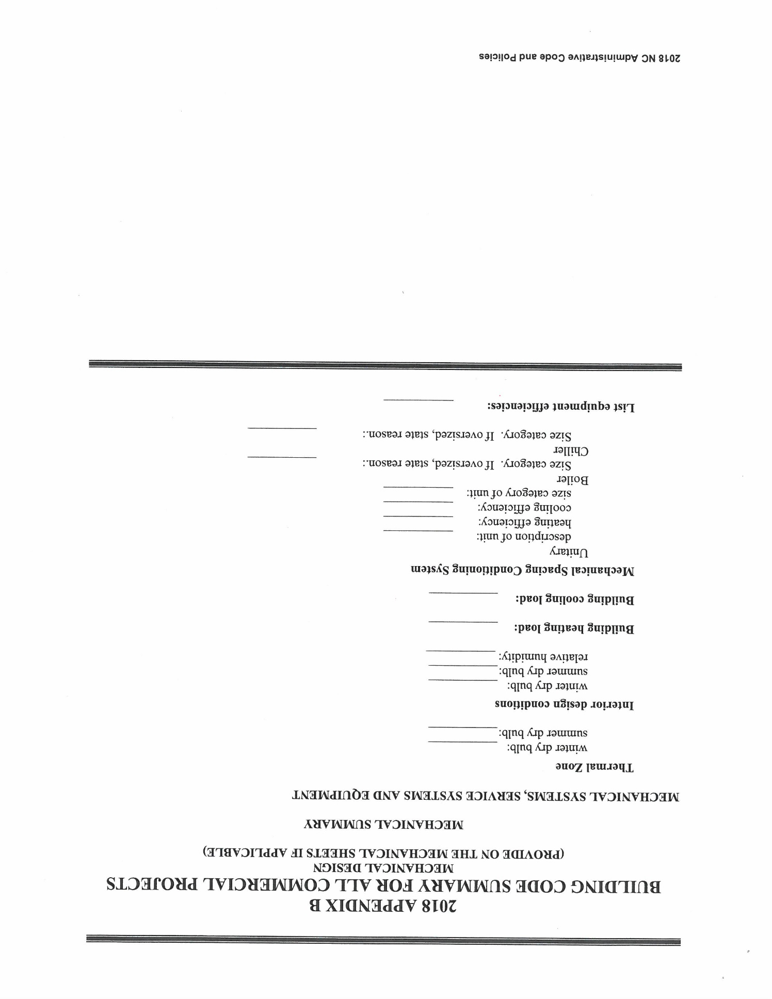 2018 APPENDIX B
BUILDING CODE SUMMARY FOR ALL COMMERCIAL PROJECTS
MECHANICAL DESIGN
(PROVIDE ON THE MECHANICAL SHEETS IF APPLICABLE)
MECHANICAL SUMMARY
MECHANICAL SYSTEMS, SERVICE SYSTEMS AND EQUIPMENT
Thermal Zone
winter dry bulb: ____________
summer dry bulb: ____________
Interior design conditions
winter dry bulb: ____________
summer dry bulb: ____________
relative humidity: ____________
Building heating load: ____________
Building cooling load: ____________
Mechanical Spacing Conditioning System
Unitary
description of unit: ____________
heating efficiency: ____________
cooling efficiency: ____________
size category of unit: ____________
Boiler
Size category. If oversized, state reason.: ____________
Chiller
Size category. If oversized, state reason.: ____________
List equipment efficiencies: ____________
2018 NC Administrative Code and Policies